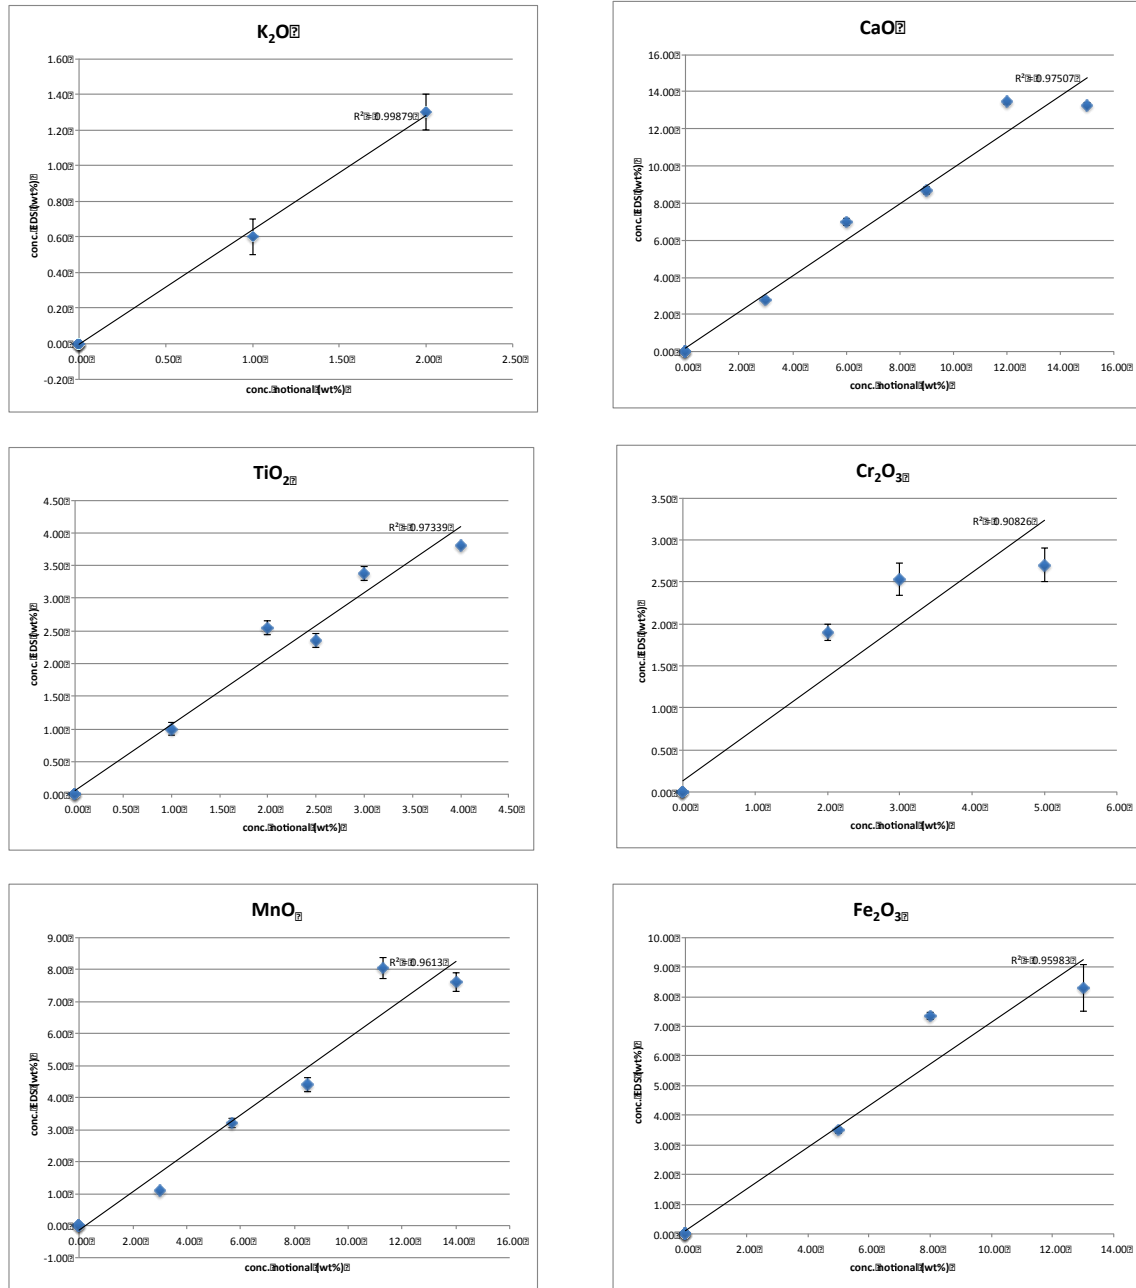 K₂O
1.60
1.40
R² = 0.99879
1.20
1.00
0.80
0.60
0.40
0.20
0.00
-0.20
0.00 0.50 1.00 1.50 2.00 2.50
conc. EDS (wt%)
conc. notional (wt%)
CaO
16.00
R² = 0.97507
14.00
12.00
10.00
8.00
6.00
4.00
2.00
0.00
0.00 2.00 4.00 6.00 8.00 10.00 12.00 14.00 16.00
conc. EDS (wt%)
conc. notional (wt%)
TiO₂
4.50
R² = 0.97339
4.00
3.50
3.00
2.50
2.00
1.50
1.00
0.50
0.00
0.00 0.50 1.00 1.50 2.00 2.50 3.00 3.50 4.00 4.50
conc. EDS (wt%)
conc. notional (wt%)
Cr₂O₃
3.50
R² = 0.90826
3.00
2.50
2.00
1.50
1.00
0.50
0.00
0.00 1.00 2.00 3.00 4.00 5.00 6.00
conc. EDS (wt%)
conc. notional (wt%)
MnO
9.00
R² = 0.9613
8.00
7.00
6.00
5.00
4.00
3.00
2.00
1.00
0.00
-1.00
0.00 2.00 4.00 6.00 8.00 10.00 12.00 14.00 16.00
conc. EDS (wt%)
conc. notional (wt%)
Fe₂O₃
10.00
R² = 0.95983
9.00
8.00
7.00
6.00
5.00
4.00
3.00
2.00
1.00
0.00
0.00 2.00 4.00 6.00 8.00 10.00 12.00 14.00
conc. EDS (wt%)
conc. notional (wt%)